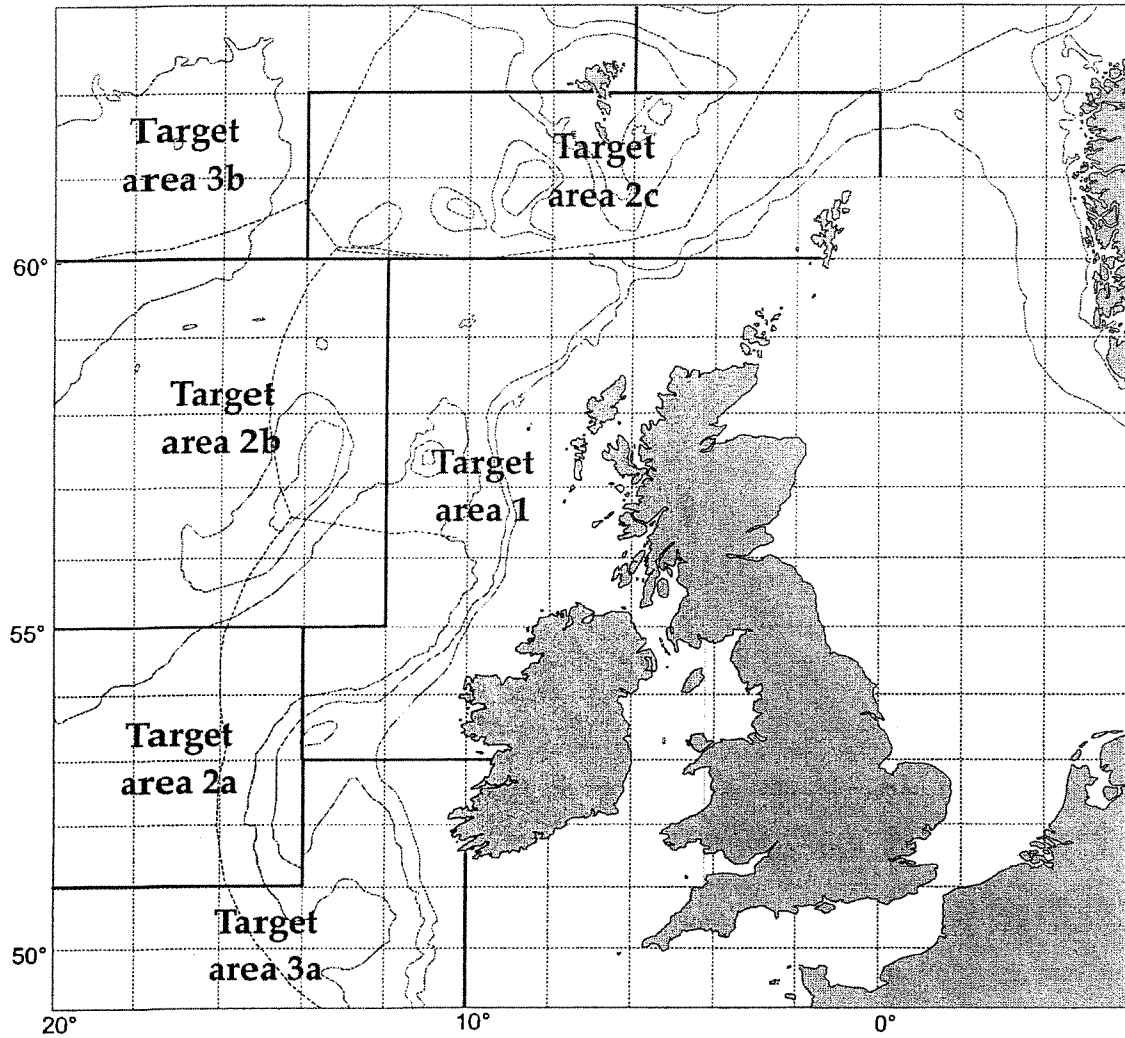 Target
area 3b
Target
area 2c
60°
Target
area 2b
Target
area 1
55°
Target
area 2a
Target
area 3a
50°
20°
10°
0°